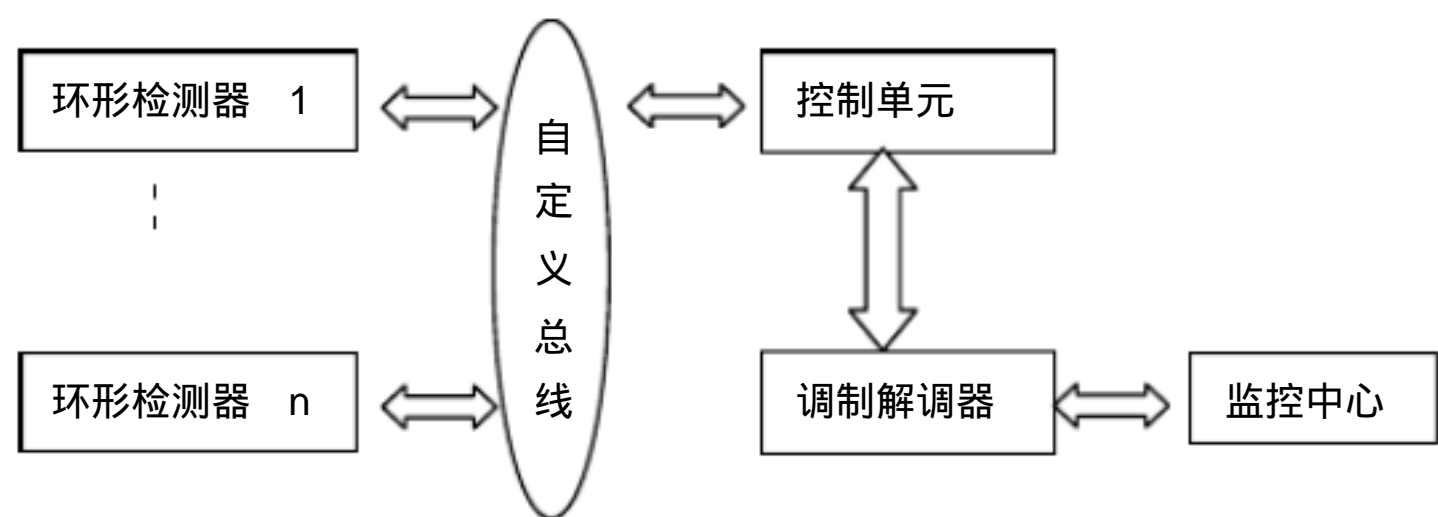 环形检测器 1
控制单元
自定义总线
环形检测器 n
调制解调器
监控中心